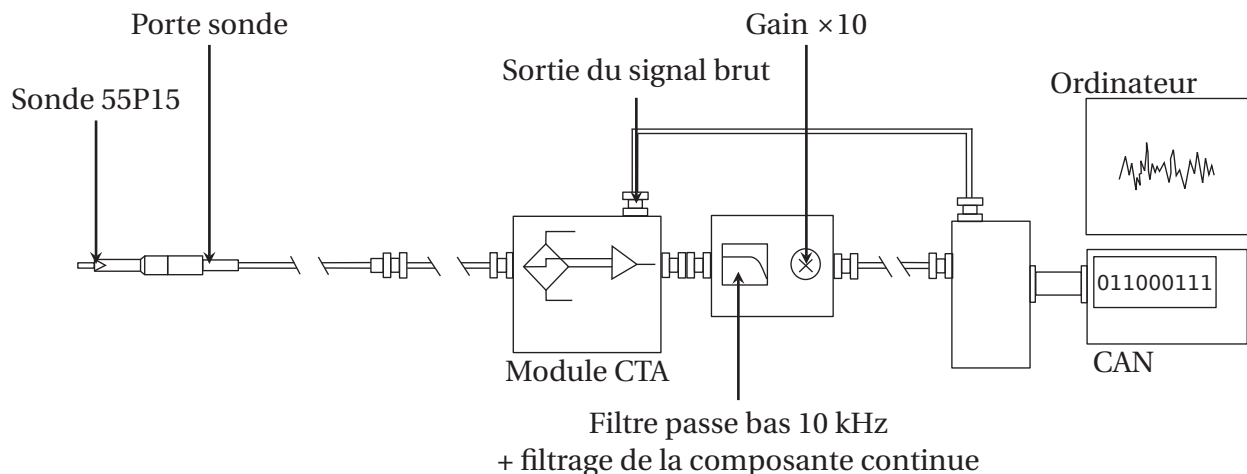 Porte sonde
Gain ×10
Sortie du signal brut
Ordinateur
Sonde 55P15
011000111
Module CTA
CAN
Filtre passe bas 10 kHz
+ filtrage de la composante continue